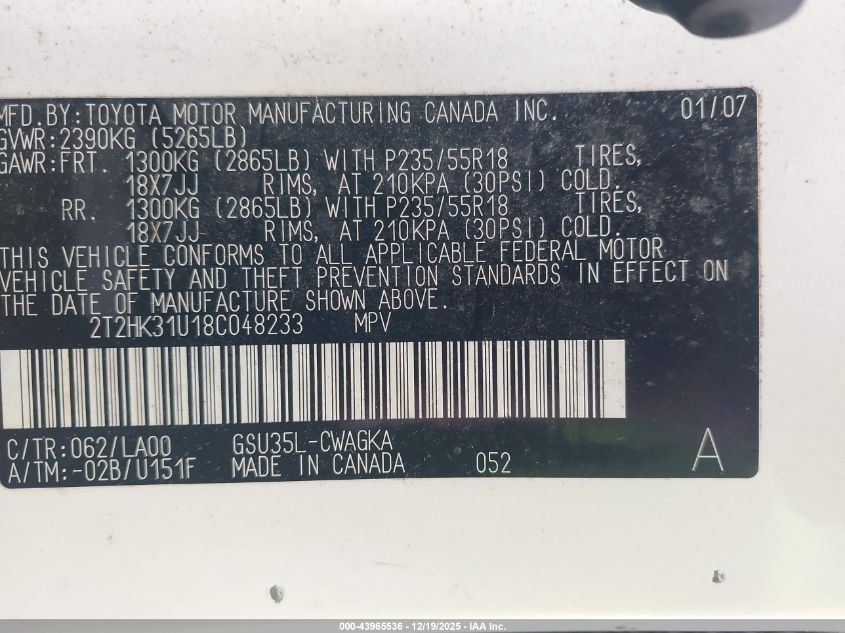 MFD.BY:TOYOTA MOTOR MANUFACTURING CANADA INC. 01/07
GVWR:2390KG (5265LB)
GAWR:FRT. 1300KG (2865LB) WITH P235/55R18 TIRES,
18X7JJ RIMS, AT 210KPA (30PSI) COLD.
RR. 1300KG (2865LB) WITH P235/55R18 TIRES,
18X7JJ RIMS, AT 210KPA (30PSI) COLD.
THIS VEHICLE CONFORMS TO ALL APPLICABLE FEDERAL MOTOR
VEHICLE SAFETY AND THEFT PREVENTION STANDARDS IN EFFECT ON
THE DATE OF MANUFACTURE SHOWN ABOVE.
2T2HK31U18C048233 MPV
C/TR:062/LA00 GSU35L-CWAGKA
A/TM:-02B/U151F MADE IN CANADA 052 A
000-43965536 - 12/19/2025 - IAA Inc.